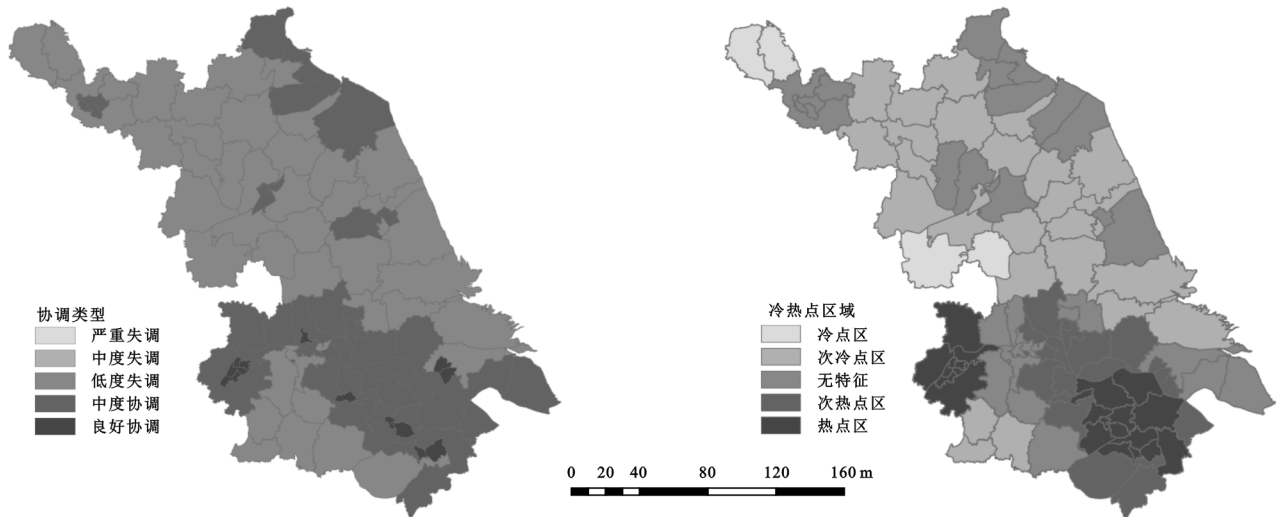 协调类型
严重失调
中度失调
低度失调
中度协调
良好协调
冷热点区域
冷点区
次冷点区
无特征
次热点区
热点区
0 20 40 80 120 160 m